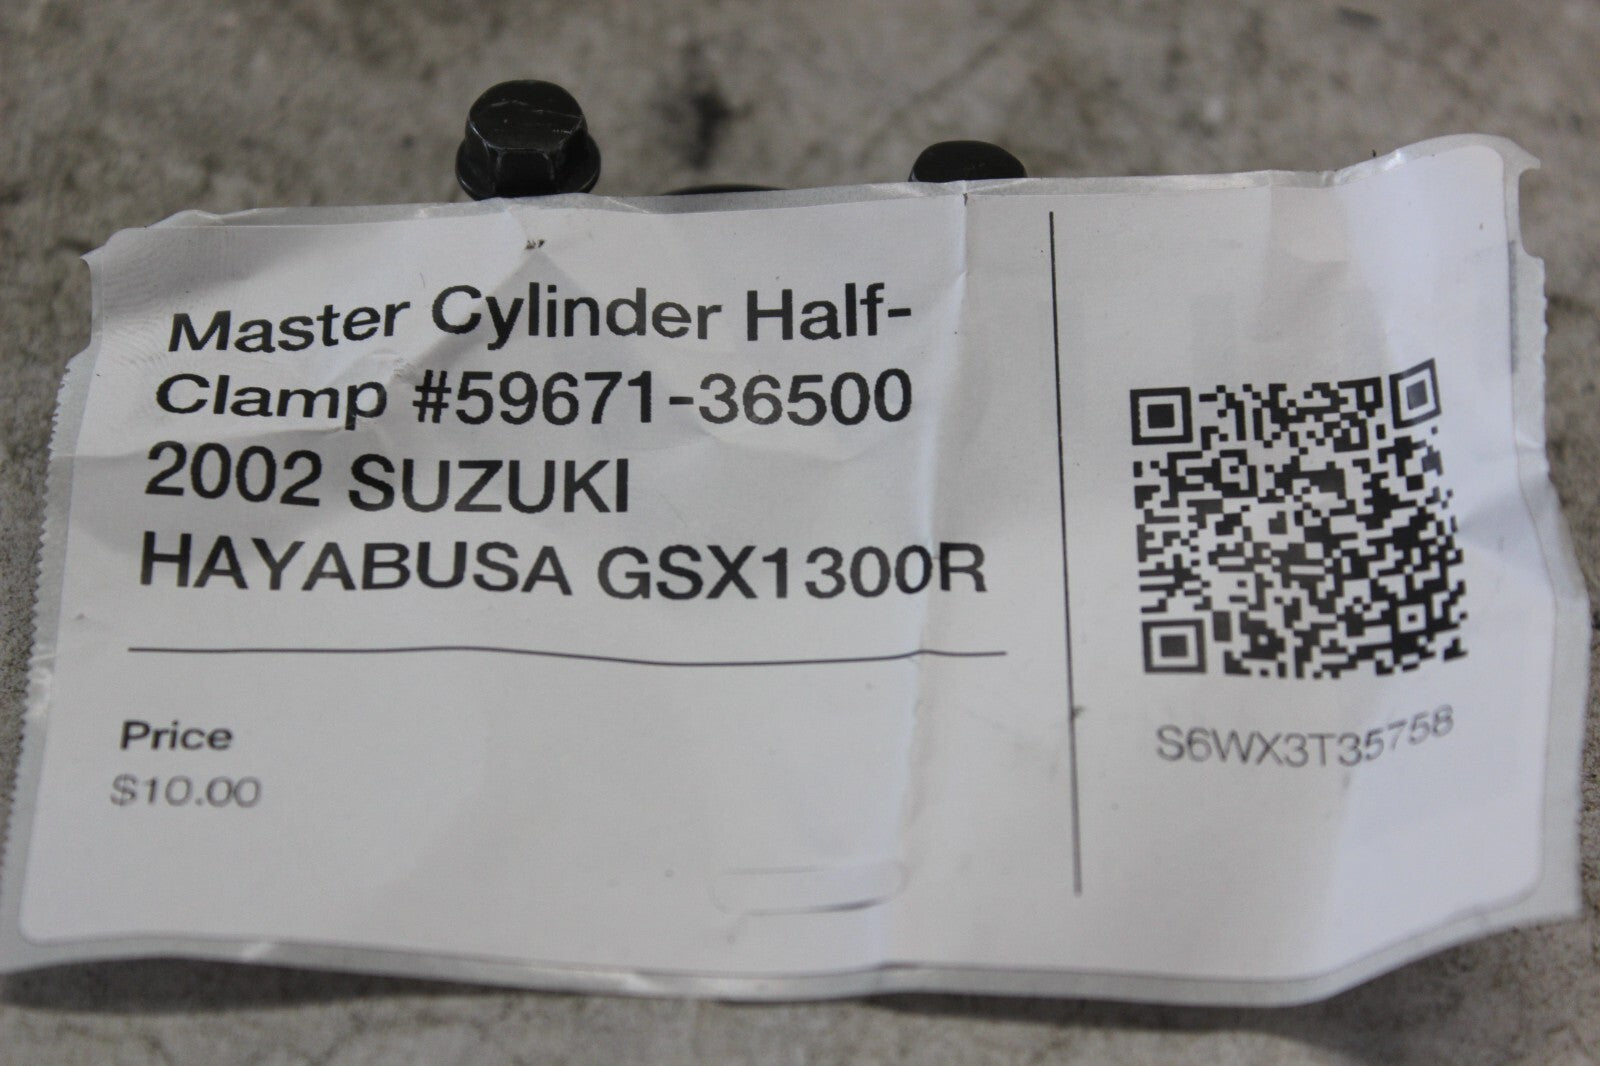 Master Cylinder Half-
Clamp #59671-36500
2002 SUZUKI
HAYABUSA GSX1300R
Price
$10.00
S6WX3T35758